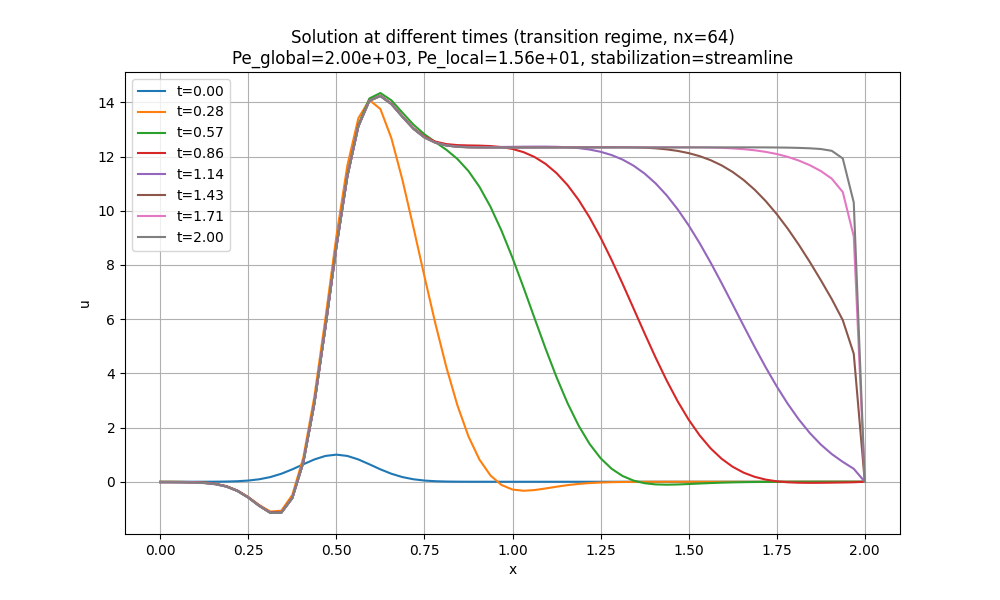 Solution at different times (transition regime, nx=64)
Pe_global=2.00e+03, Pe_local=1.56e+01, stabilization=streamline
t=0.00
t=0.28
t=0.57
t=0.86
t=1.14
t=1.43
t=1.71
t=2.00
14
12
10
8
6
4
2
0
u
0.00 0.25 0.50 0.75 1.00 1.25 1.50 1.75 2.00
x